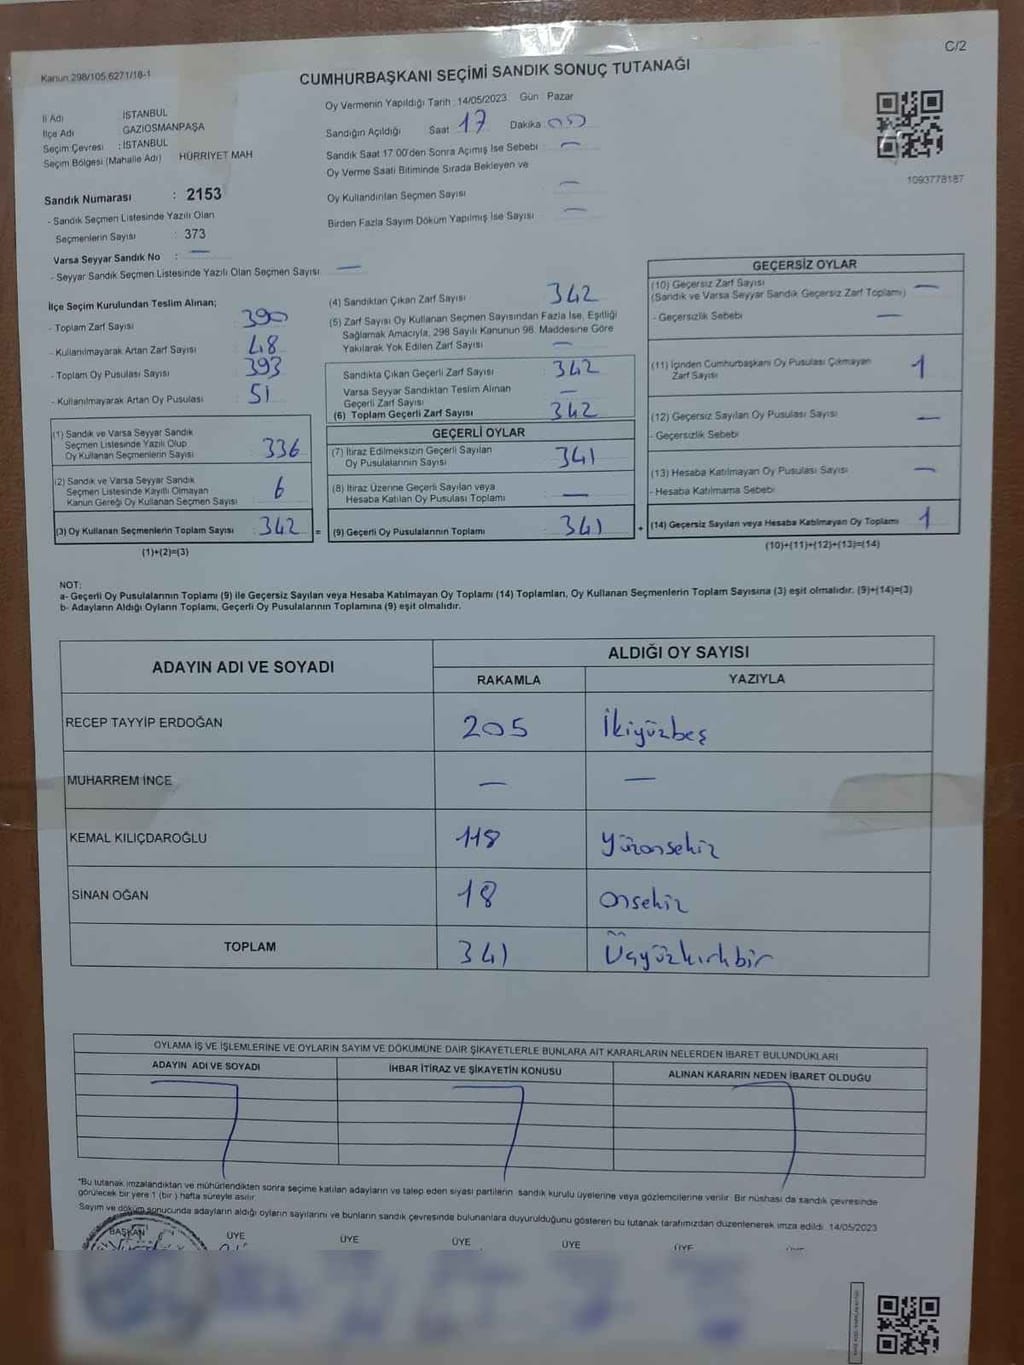 C/2
Kanun 298/105,6271/18-1
CUMHURBAŞKANI SEÇİMİ SANDIK SONUÇ TUTANAĞI
İl Adı İSTANBUL
İlçe Adı GAZİOSMANPAŞA
Seçim Çevresi : İSTANBUL
Seçim Bölgesi (Mahalle Adı) HÜRRİYET MAH
Sandık Numarası : 2153
- Sandık Seçmen Listesinde Yazılı Olan
Seçmenlerin Sayısı : 373
Varsa Seyyar Sandık No : —
- Seyyar Sandık Seçmen Listesinde Yazılı Olan Seçmen Sayısı —
Oy Vermenin Yapıldığı Tarih : 14/05/2023 Gün : Pazar
Sandığın Açıldığı Saat 17 Dakika 00
Sandık Saat 17:00'den Sonra Açımış İse Sebebi —
Oy Verme Saati Bitiminde Sırada Bekleyen ve
Oy Kullandırılan Seçmen Sayısı —
Birden Fazla Sayım Döküm Yapılmış İse Sayısı —
1093778187
İlçe Seçim Kurulundan Teslim Alınan;
- Toplam Zarf Sayısı 390
- Kullanılmayarak Artan Zarf Sayısı 48
- Toplam Oy Pusulası Sayısı 393
- Kullanılmayarak Artan Oy Pusulası 51
(1) Sandık ve Varsa Seyyar Sandık
Seçmen Listesinde Yazılı Olup
Oy Kullanan Seçmenlerin Sayısı 336
(2) Sandık ve Varsa Seyyar Sandık
Seçmen Listesinde Kayıtlı Olmayan
Kanun Gereği Oy Kullanan Seçmen Sayısı 6
(3) Oy Kullanan Seçmenlerin Toplam Sayısı 342 =
(1)+(2)=(3)
(4) Sandıktan Çıkan Zarf Sayısı 342
(5) Zarf Sayısı Oy Kullanan Seçmen Sayısından Fazla İse, Eşitliği
Sağlamak Amacıyla, 298 Sayılı Kanunun 98. Maddesine Göre
Yakılarak Yok Edilen Zarf Sayısı —
Sandıkta Çıkan Geçerli Zarf Sayısı 342
Varsa Seyyar Sandıktan Teslim Alınan
Geçerli Zarf Sayısı —
(6) Toplam Geçerli Zarf Sayısı 342
GEÇERLİ OYLAR
(7) İtiraz Edilmeksizin Geçerli Sayılan
Oy Pusulalarının Sayısı 341
(8) İtiraz Üzerine Geçerli Sayılan veya
Hesaba Katılan Oy Pusulası Toplamı —
(9) Geçerli Oy Pusulalarının Toplamı 341 +
GEÇERSİZ OYLAR
(10) Geçersiz Zarf Sayısı
(Sandık ve Varsa Seyyar Sandık Geçersiz Zarf Toplamı) —
- Geçersizlik Sebebi —
(11) İçinden Cumhurbaşkanı Oy Pusulası Çıkmayan
Zarf Sayısı 1
(12) Geçersiz Sayılan Oy Pusulası Sayısı —
- Geçersizlik Sebebi
(13) Hesaba Katılmayan Oy Pusulası Sayısı —
- Hesaba Katılmama Sebebi
(14) Geçersiz Sayılan veya Hesaba Katılmayan Oy Toplamı 1
(10)+(11)+(12)+(13)=(14)
NOT:
a- Geçerli Oy Pusulalarının Toplamı (9) ile Geçersiz Sayılan veya Hesaba Katılmayan Oy Toplamı (14) Toplamları, Oy Kullanan Seçmenlerin Toplam Sayısına (3) eşit olmalıdır. (9)+(14)=(3)
b- Adayların Aldığı Oyların Toplamı, Geçerli Oy Pusulalarının Toplamına (9) eşit olmalıdır.
ADAYIN ADI VE SOYADI ALDIĞI OY SAYISI
RAKAMLA YAZIYLA
RECEP TAYYİP ERDOĞAN 205 İkiyüzbeş
MUHARREM İNCE — —
KEMAL KILIÇDAROĞLU 118 Yüzonsekiz
SİNAN OĞAN 18 Onsekiz
TOPLAM 341 Üçyüzkırkbir
OYLAMA İŞ VE İŞLEMLERİNE VE OYLARIN SAYIM VE DÖKÜMÜNE DAİR ŞİKAYETLERLE BUNLARA AİT KARARLARIN NELERDEN İBARET BULUNDUKLARI
ADAYIN ADI VE SOYADI İHBAR İTİRAZ VE ŞİKAYETİN KONUSU ALINAN KARARIN NEDEN İBARET OLDUĞU
"Bu tutanak imzalandıktan ve mühürlendikten sonra seçime katılan adayların ve talep eden siyasi partilerin sandık kurulu üyelerine veya gözlemcilerine verilir. Bir nüshası da sandık çevresinde
görülecek bir yere 1 (bir) hafta süreyle asılır.
Sayım ve döküm sonucunda adayların aldığı oyların sayılarını ve bunların sandık çevresinde bulunanlara duyurulduğunu gösteren bu tutanak tarafımızdan düzenlenerek imza edildi. 14/05/2023
BAŞKAN ÜYE ÜYE ÜYE ÜYE ÜYE